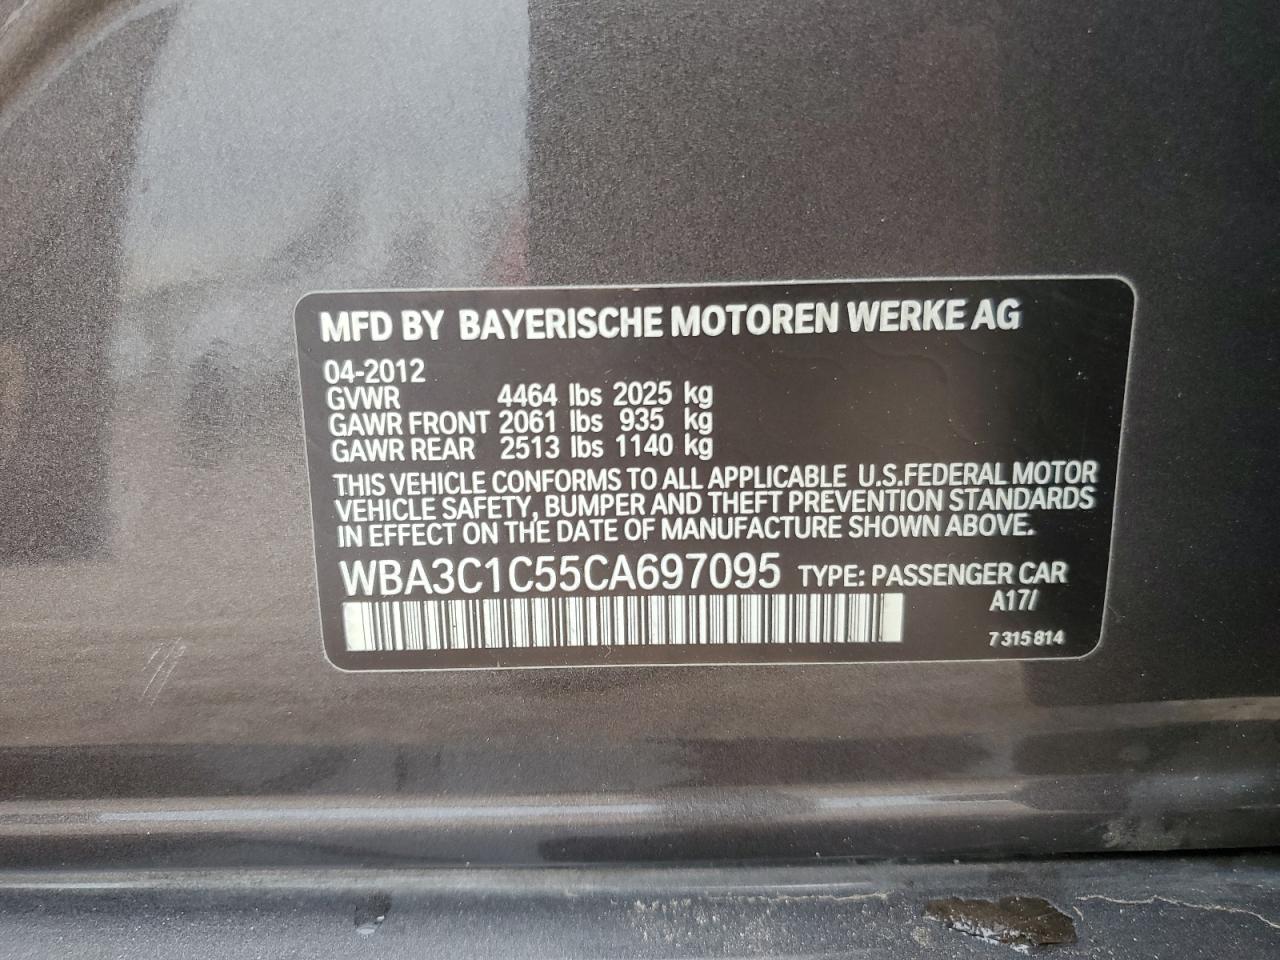 MFD BY BAYERISCHE MOTOREN WERKE AG
04-2012
GVWR 4464 lbs 2025 kg
GAWR FRONT 2061 lbs 935 kg
GAWR REAR 2513 lbs 1140 kg
THIS VEHICLE CONFORMS TO ALL APPLICABLE U.S.FEDERAL MOTOR
VEHICLE SAFETY, BUMPER AND THEFT PREVENTION STANDARDS
IN EFFECT ON THE DATE OF MANUFACTURE SHOWN ABOVE.
WBA3C1C55CA697095 TYPE: PASSENGER CAR
A17/
7 315 814